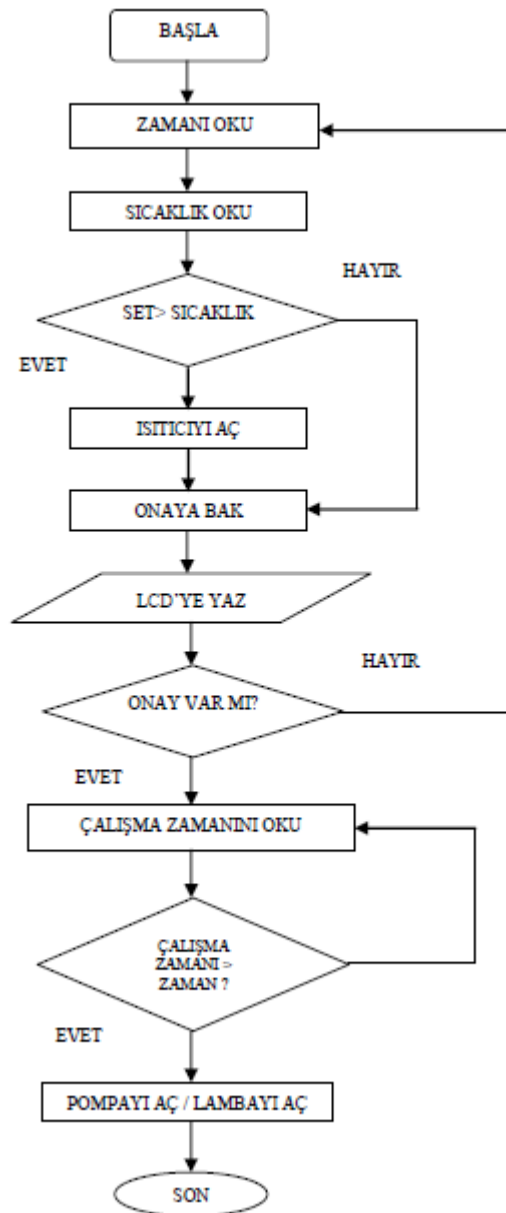 BAŞLA
ZAMANI OKU
SICAKLIK OKU
HAYIR
SET> SICAKLIK
EVET
ISITICIYI AÇ
ONAYA BAK
LCD'YE YAZ
HAYIR
ONAY VAR MI?
EVET
ÇALIŞMA ZAMANINI OKU
ÇALIŞMA
ZAMANI >
ZAMAN ?
EVET
POMPAYI AÇ / LAMBAYI AÇ
SON